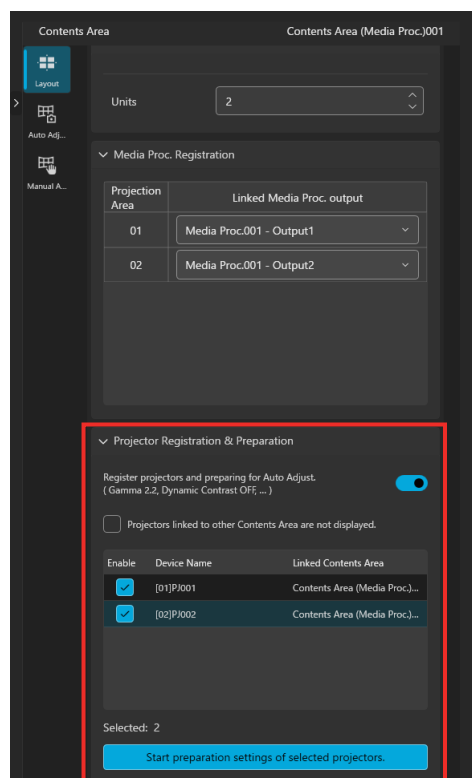 Contents Area
Contents Area (Media Proc.)001
Layout
Auto Adj...
Manual A...
Units
2
Media Proc. Registration
Projection Area
Linked Media Proc. output
01
Media Proc.001 - Output1
02
Media Proc.001 - Output2
Projector Registration & Preparation
Register projectors and preparing for Auto Adjust.
( Gamma 2.2, Dynamic Contrast OFF, ... )
Projectors linked to other Contents Area are not displayed.
Enable
Device Name
Linked Contents Area
[01]PJ001
Contents Area (Media Proc.)...
[02]PJ002
Contents Area (Media Proc.)...
Selected: 2
Start preparation settings of selected projectors.